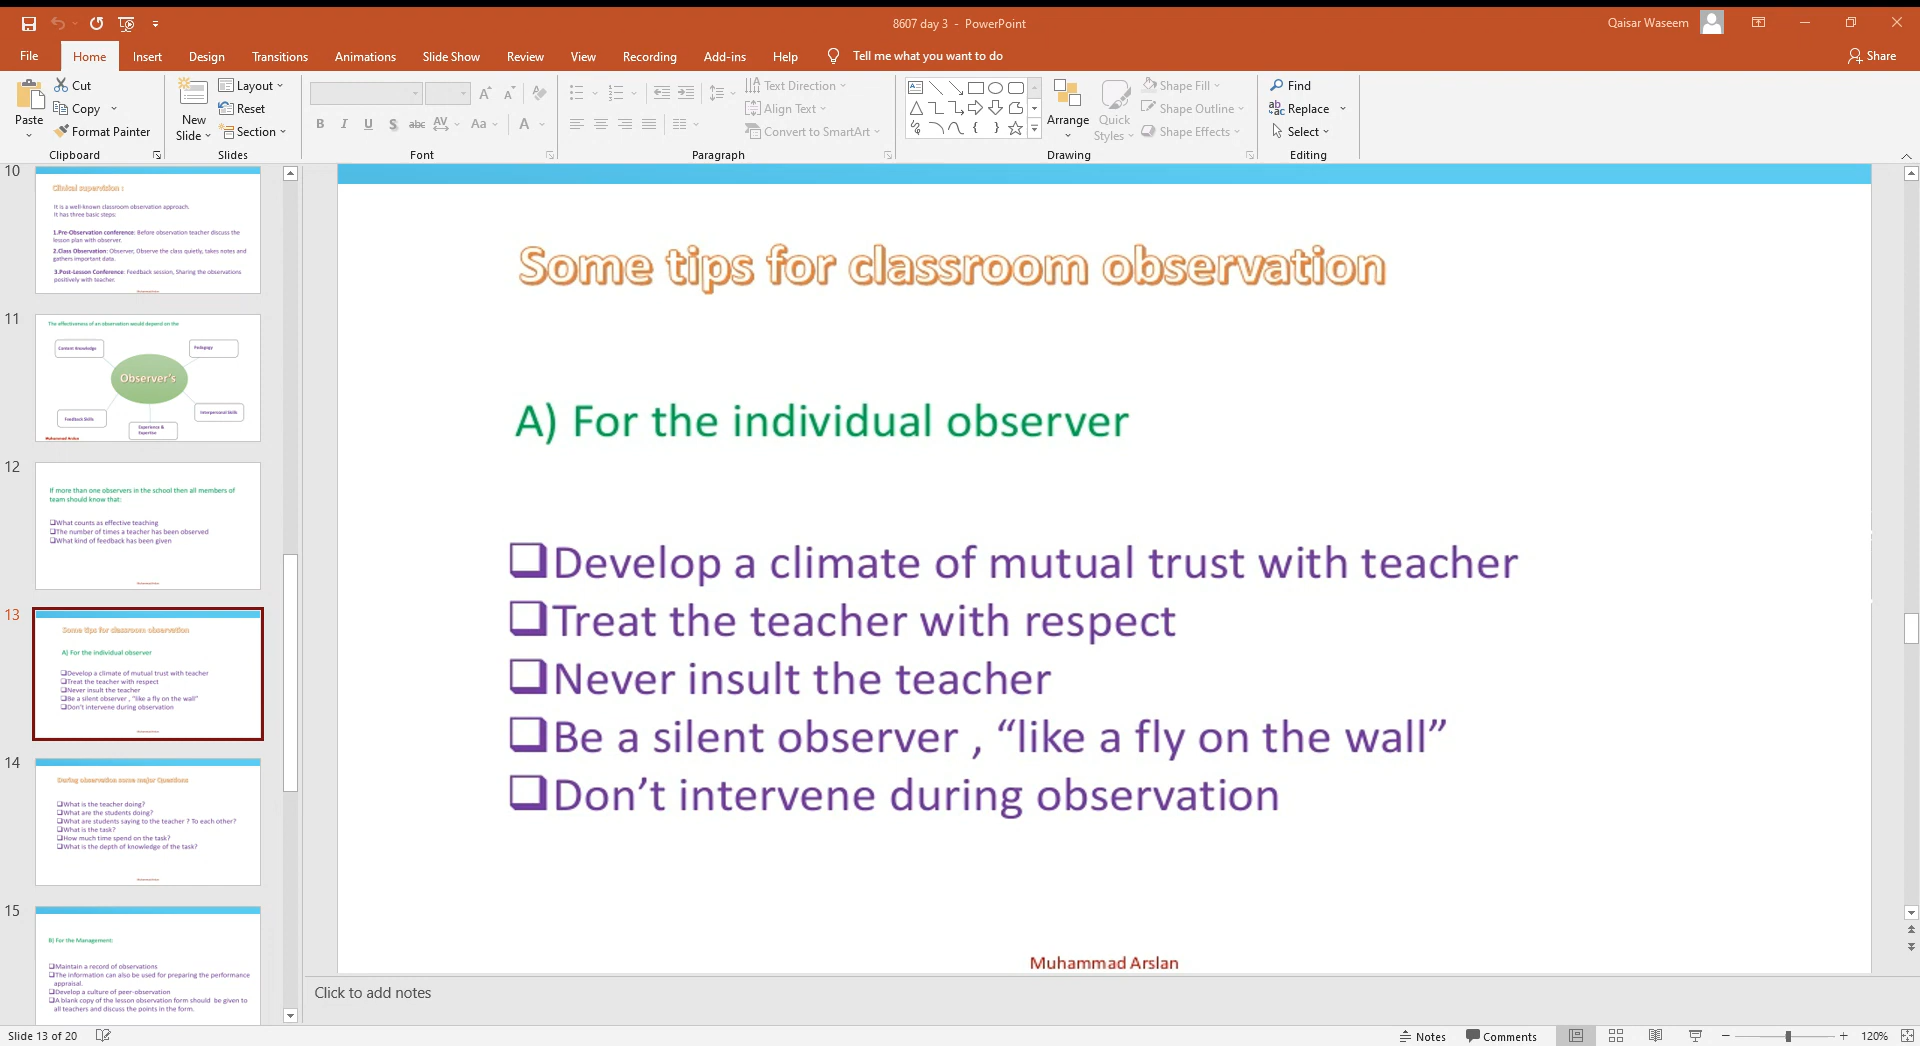 8607 day 3 - PowerPoint
Qaisar Waseem
File Home Insert Design Transitions Animations Slide Show Review View Recording Add-ins Help Tell me what you want to do
Share
Paste
Cut
Copy
Format Painter
Clipboard
New
Slide
Layout
Reset
Section
Slides
B I U S abc AV Aa A
Font
Text Direction
Align Text
Convert to SmartArt
Paragraph
Arrange
Quick
Styles
Shape Fill
Shape Outline
Shape Effects
Drawing
Find
Replace
Select
Editing
10
Clinical supervision :
It is a well-known classroom observation approach.
It has three basic steps:
1.Pre-Observation conference: Before observation teacher discuss the
lesson plan with observer.
2.Class Observation: Observer, Observe the class quietly, takes notes and
gathers important data.
3.Post-Lesson Conference: Feedback session, Sharing the observations
positively with teacher.
11
The effectiveness of an observation would depend on the
Content Knowledge
Pedagogy
Observer's
Feedback Skills
Interpersonal Skills
Experience &
Expertise
Muhammad Arslan
12
If more than one observers in the school then all members of
team should know that:
What counts as effective teaching
The number of times a teacher has been observed
What kind of feedback has been given
13
Some tips for classroom observation
A) For the individual observer
Develop a climate of mutual trust with teacher
Treat the teacher with respect
Never insult the teacher
Be a silent observer , "like a fly on the wall"
Don't intervene during observation
14
During observation some major Questions
What is the teacher doing?
What are the students doing?
What are students saying to the teacher ? To each other?
What is the task?
How much time spend on the task?
What is the depth of knowledge of the task?
15
B) For the Management:
Maintain a record of observations
The information can also be used for preparing the performance
appraisal.
Develop a culture of peer-observation
A blank copy of the lesson observation form should be given to
all teachers and discuss the points in the form.
Some tips for classroom observation
A) For the individual observer
Develop a climate of mutual trust with teacher
Treat the teacher with respect
Never insult the teacher
Be a silent observer , “like a fly on the wall”
Don’t intervene during observation
Muhammad Arslan
Click to add notes
Slide 13 of 20
Notes
Comments
120%